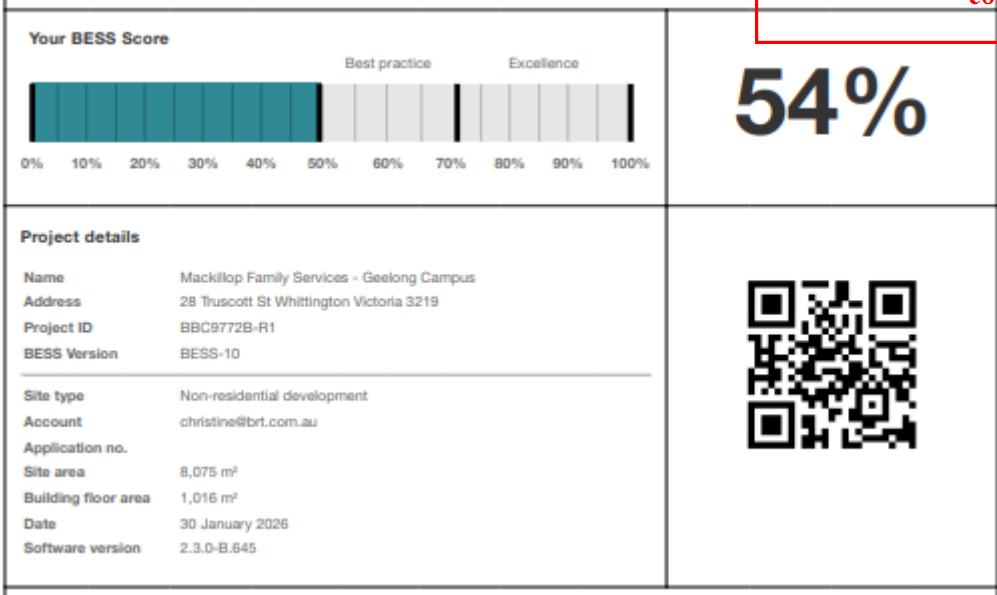 Your BESS Score
Best practice Excellence
0% 10% 20% 30% 40% 50% 60% 70% 80% 90% 100%
54%
Project details
Name Mackillop Family Services - Geelong Campus
Address 28 Truscott St Whittington Victoria 3219
Project ID BBC9772B-R1
BESS Version BESS-10
Site type Non-residential development
Account christine@brt.com.au
Application no.
Site area 8,075 m²
Building floor area 1,016 m²
Date 30 January 2026
Software version 2.3.0-B.645